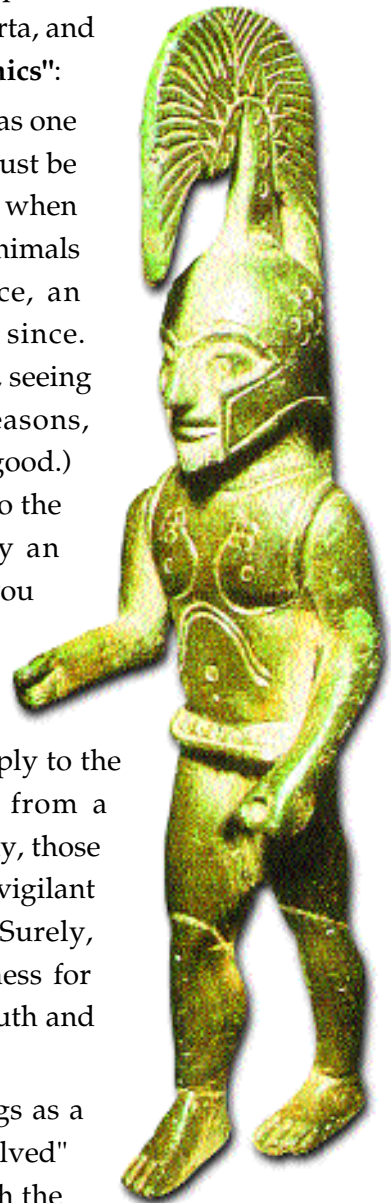 rta, and
nics":
as one
ust be
when
nimals
ce, an
since.
seeing
easons,
good.)
o the
y an
ou
ply to the
from a
y, those
vigilant
Surely,
ness for
uth and
gs as a
lved"
h the